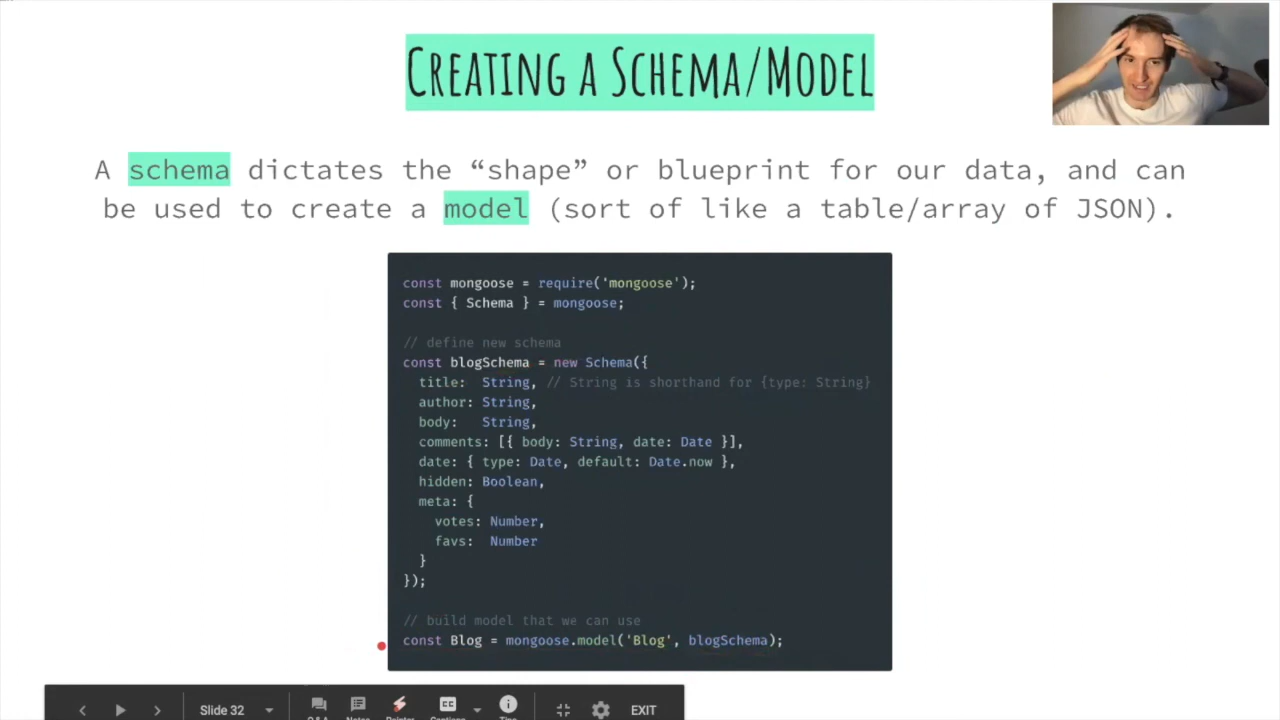 CREATING A SCHEMA/MODEL
A schema dictates the “shape” or blueprint for our data, and can
be used to create a model (sort of like a table/array of JSON).
const mongoose = require('mongoose');
const { Schema } = mongoose;
// define new schema
const blogSchema = new Schema({
title:  String, // String is shorthand for {type: String}
author: String,
body:   String,
comments: [{ body: String, date: Date }],
date: { type: Date, default: Date.now },
hidden: Boolean,
meta: {
votes: Number,
favs:  Number
}
});
// build model that we can use
const Blog = mongoose.model('Blog', blogSchema);
Slide 32 EXIT